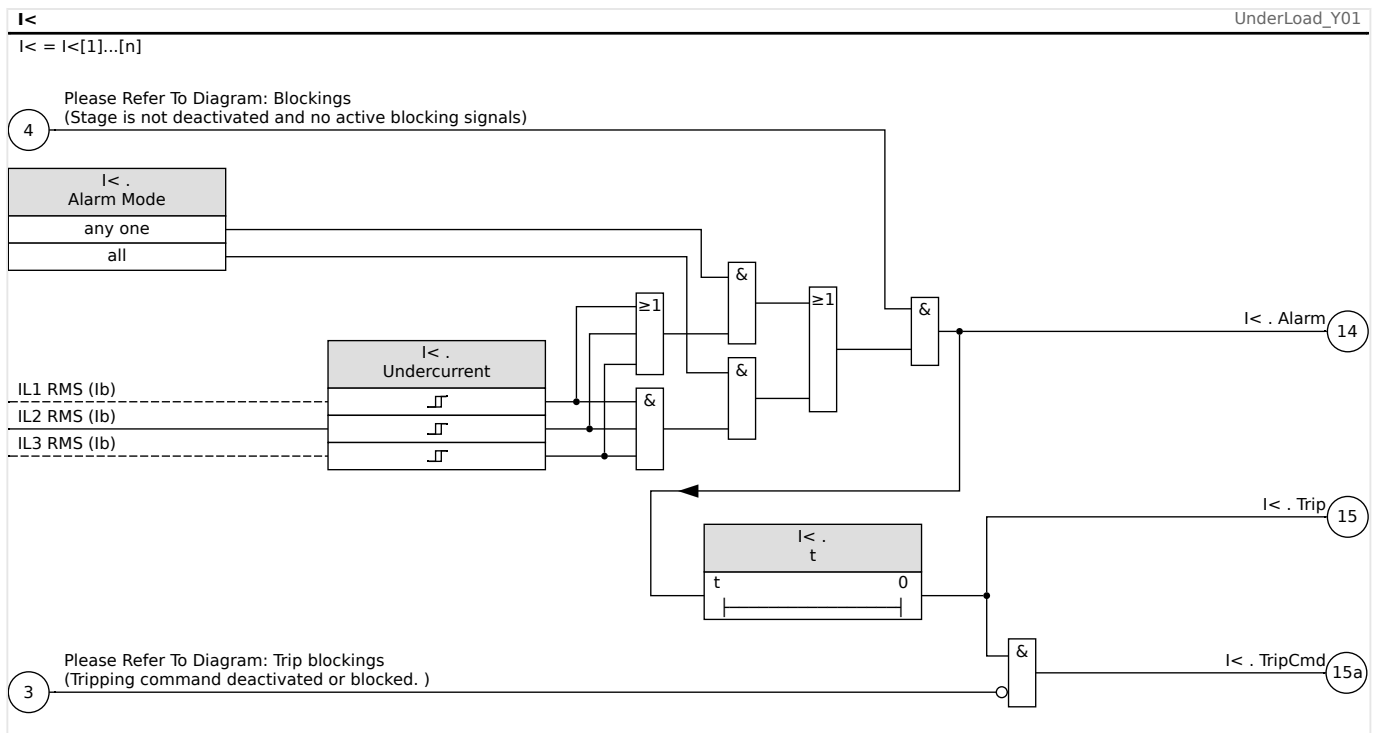 I<
UnderLoad_Y01
I< = I<[1]...[n]
Please Refer To Diagram: Blockings
(Stage is not deactivated and no active blocking signals)
4
I< .
Alarm Mode
any one
all
&
≥1
≥1
&
I< . Alarm
14
I< .
Undercurrent
&
&
IL1 RMS (Ib)
IL2 RMS (Ib)
IL3 RMS (Ib)
I< . Trip
15
I< .
t
t 0
Please Refer To Diagram: Trip blockings
(Tripping command deactivated or blocked. )
3
&
I< . TripCmd
15a